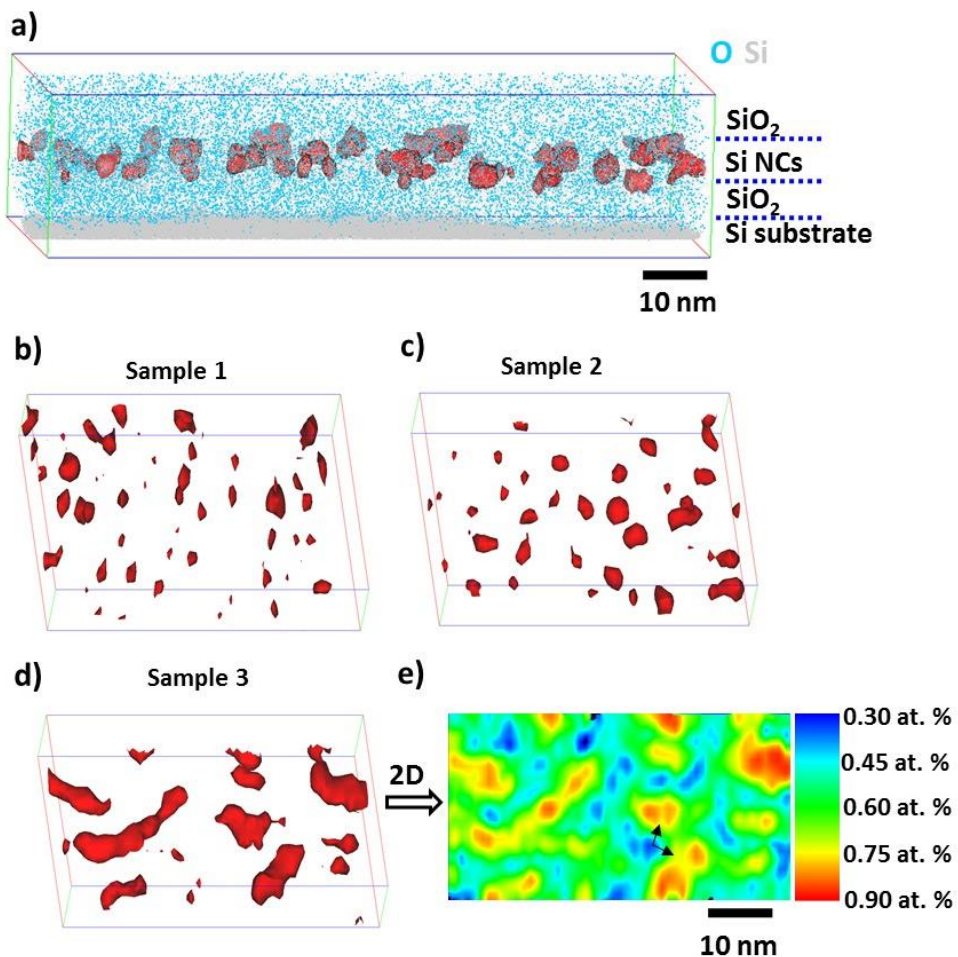 a)
O Si
SiO2
Si NCs
SiO2
Si substrate
10 nm
b)
Sample 1
c)
Sample 2
d)
Sample 3
e)
2D
0.30 at. %
0.45 at. %
0.60 at. %
0.75 at. %
0.90 at. %
10 nm